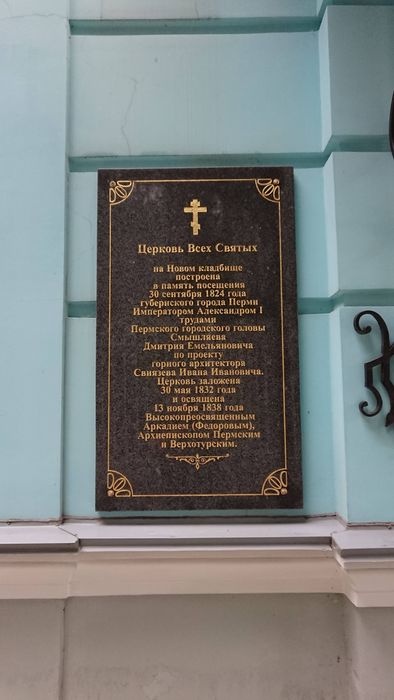 Церковь Всех Святых
на Новом кладбище
построена
в память посещения
30 сентября 1824 года
губернского города Перми
Императором Александром I
трудами
Пермского городского головы
Смышляева
Дмитрия Емельяновича
по проекту
горного архитектора
Свиязева Ивана Ивановича.
Церковь заложена
30 мая 1832 года
и освящена
13 ноября 1838 года
Высокопреосвященным
Аркадием (Федоровым),
Архиепископом Пермским
и Верхотурским.